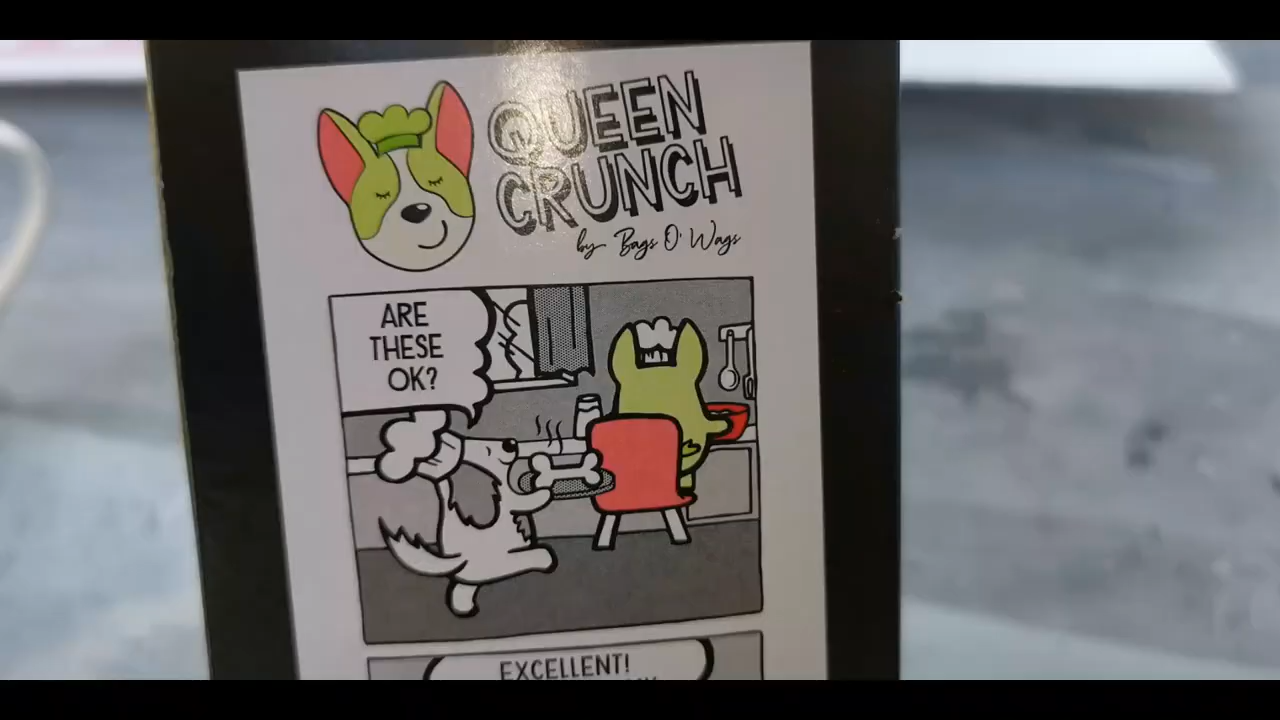 QUEEN
CRUNCH
by Bags O' Wags
ARE
THESE
OK?
EXCELLENT!